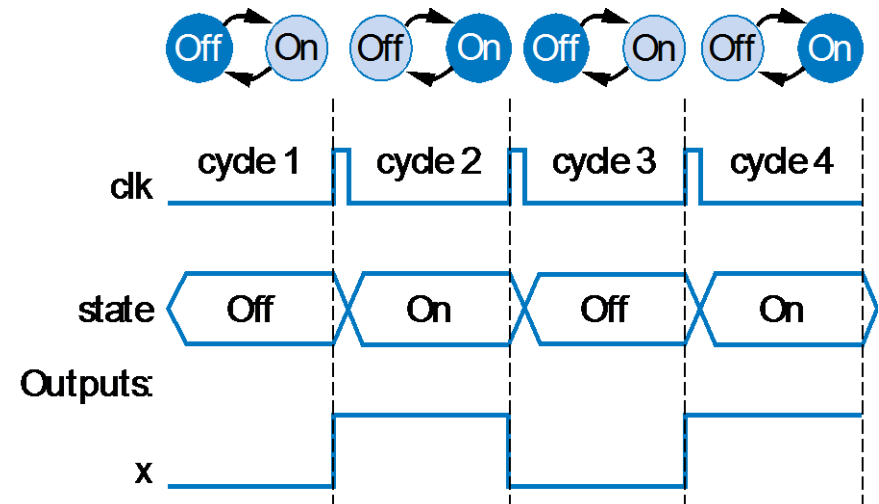 Off On Off On Off On Off On
clk cycle 1 cycle 2 cycle 3 cycle 4
state Off On Off On
Outputs:
x